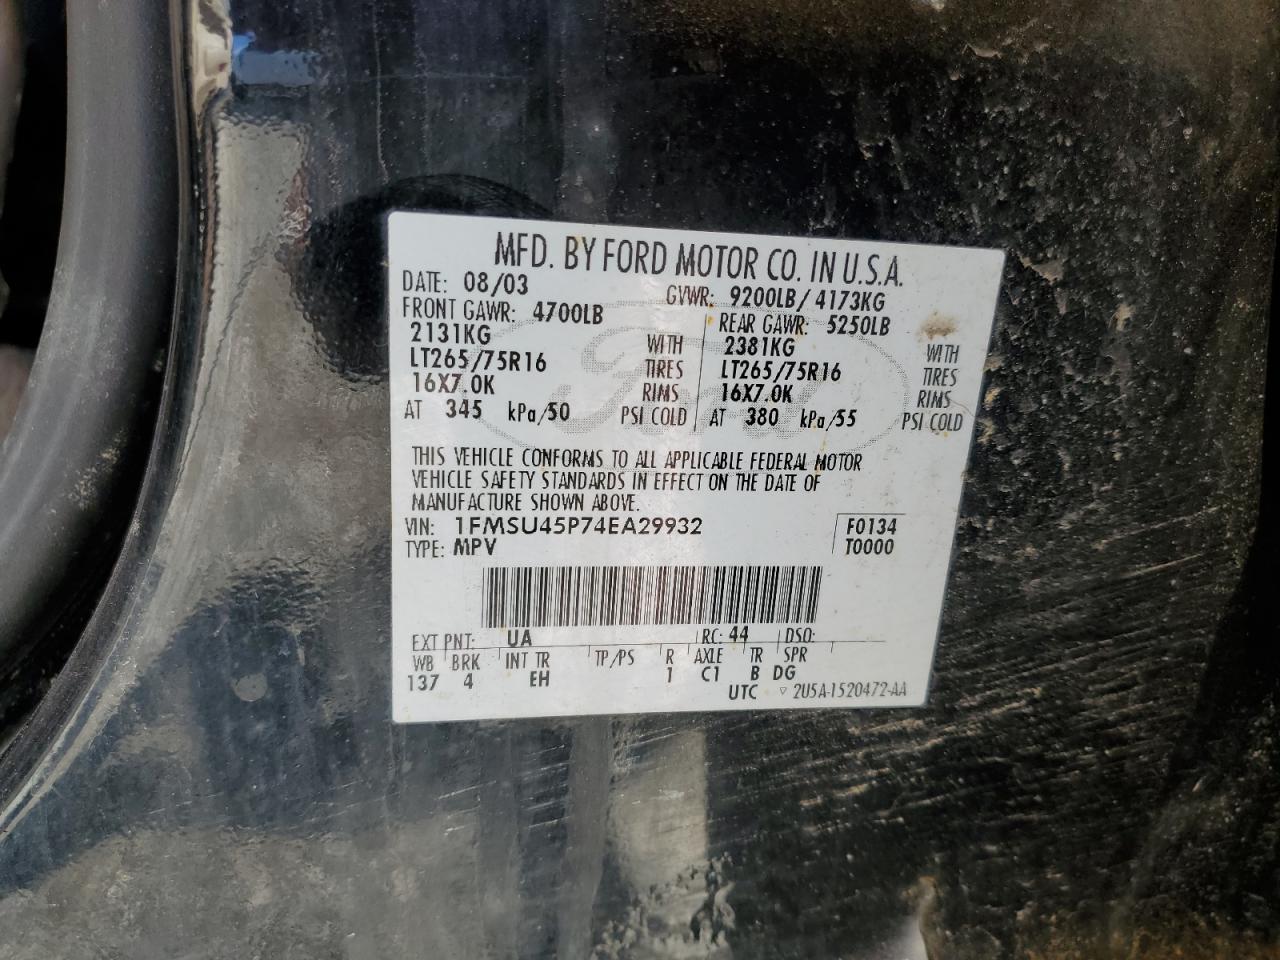 MFD. BY FORD MOTOR CO. IN U.S.A.
DATE: 08/03 GVWR: 9200LB/ 4173KG
FRONT GAWR: 4700LB REAR GAWR: 5250LB
2131KG WITH 2381KG WITH
LT265/75R16 TIRES LT265/75R16 TIRES
16X7.0K RIMS 16X7.0K RIMS
AT 345 kPa/50 PSI COLD AT 380 kPa/55 PSI COLD
Ford
THIS VEHICLE CONFORMS TO ALL APPLICABLE FEDERAL MOTOR
VEHICLE SAFETY STANDARDS IN EFFECT ON THE DATE OF
MANUFACTURE SHOWN ABOVE.
VIN: 1FMSU45P74EA29932 F0134
TYPE: MPV T0000
EXT PNT: UA RC: 44 DSO:
WB BRK INT TR TP/PS R AXLE TR SPR
137 4 EH 1 C1 B DG
UTC ▽ 2U5A-1520472-AA